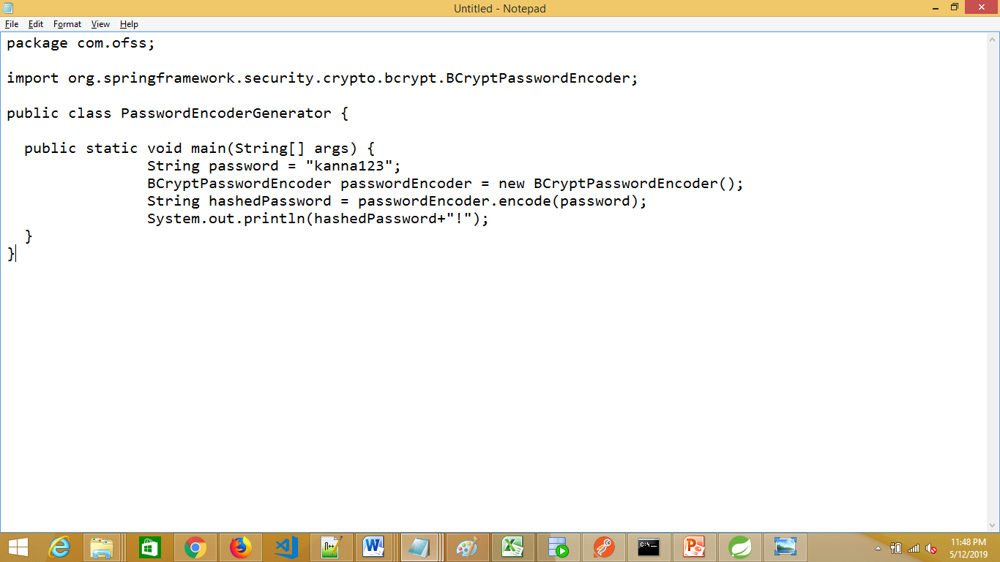 Untitled - Notepad
File Edit Format View Help
package com.ofss;
import org.springframework.security.crypto.bcrypt.BCryptPasswordEncoder;
public class PasswordEncoderGenerator {
public static void main(String[] args) {
String password = "kanna123";
BCryptPasswordEncoder passwordEncoder = new BCryptPasswordEncoder();
String hashedPassword = passwordEncoder.encode(password);
System.out.println(hashedPassword+"!");
}
}
11:48 PM
5/12/2019